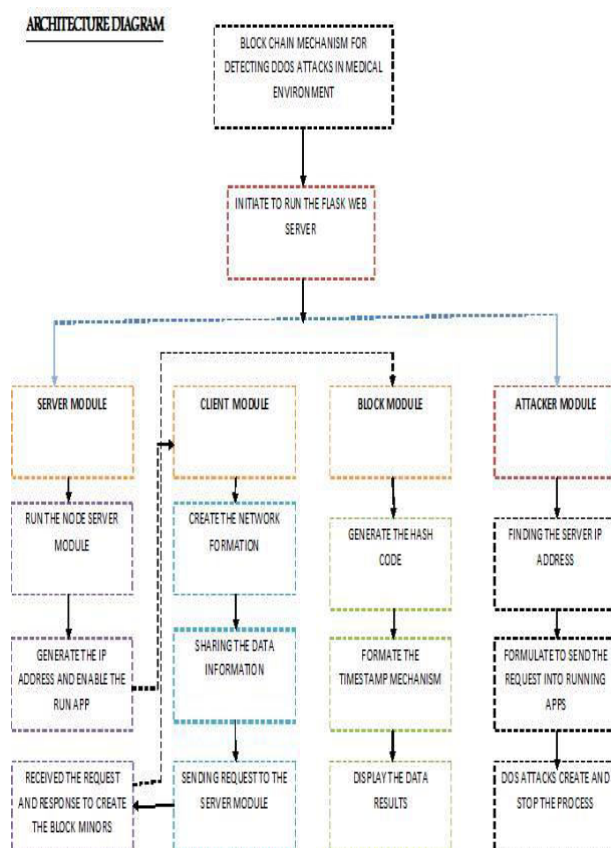 ARCHITECTURE DIAGRAM
BLOCK CHAIN MECHANISM FOR
DETECTING DDOS ATTACKS IN MEDICAL
ENVIRONMENT
INITIATE TO RUN THE FLASK WEB
SERVER
SERVER MODULE
CLIENT MODULE
BLOCK MODULE
ATTACKER MODULE
RUN THE NODE SERVER
MODULE
CREATE THE NETWORK
FORMATION
GENERATE THE HASH
CODE
FINDING THE SERVER IP
ADDRESS
GENERATE THE IP
ADDRESS AND ENABLE THE
RUN APP
SHARING THE DATA
INFORMATION
FORMATE THE
TIMESTAMP MECHANISM
FORMULATE TO SEND THE
REQUEST INTO RUNNING
APPS
RECEIVED THE REQUEST
AND RESPONSE TO CREATE
THE BLOCK MINORS
SENDING REQUEST TO THE
SERVER MODULE
DISPLAY THE DATA
RESULTS
DOS ATTACKS CREATE AND
STOP THE PROCESS